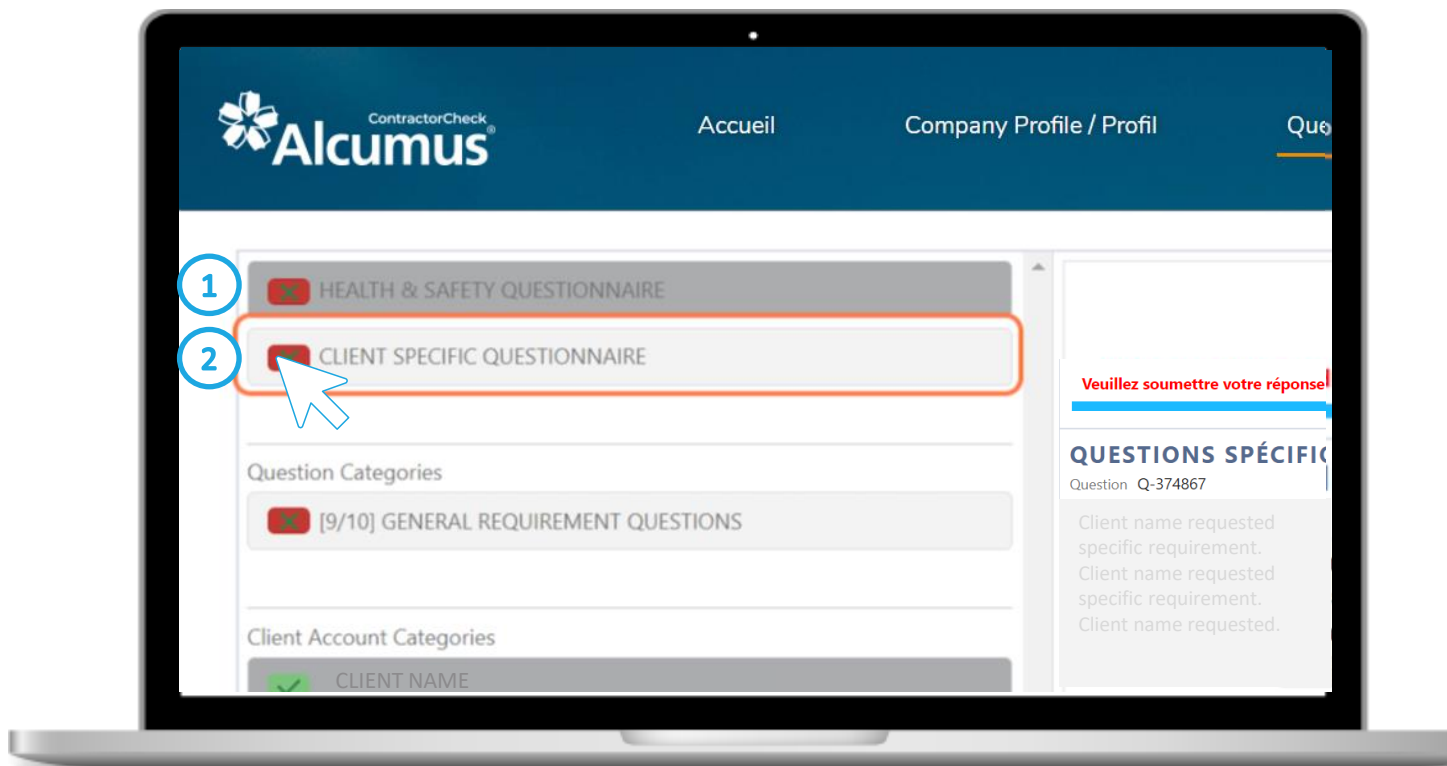 ContractorCheck
Alcumus®
Accueil
Company Profile / Profil
Que
1
HEALTH & SAFETY QUESTIONNAIRE
2
CLIENT SPECIFIC QUESTIONNAIRE
Question Categories
[9/10] GENERAL REQUIREMENT QUESTIONS
Client Account Categories
CLIENT NAME
Veuillez soumettre votre réponse
QUESTIONS SPÉCIFI
Question Q-374867
Client name requested
specific requirement.
Client name requested
specific requirement.
Client name requested.